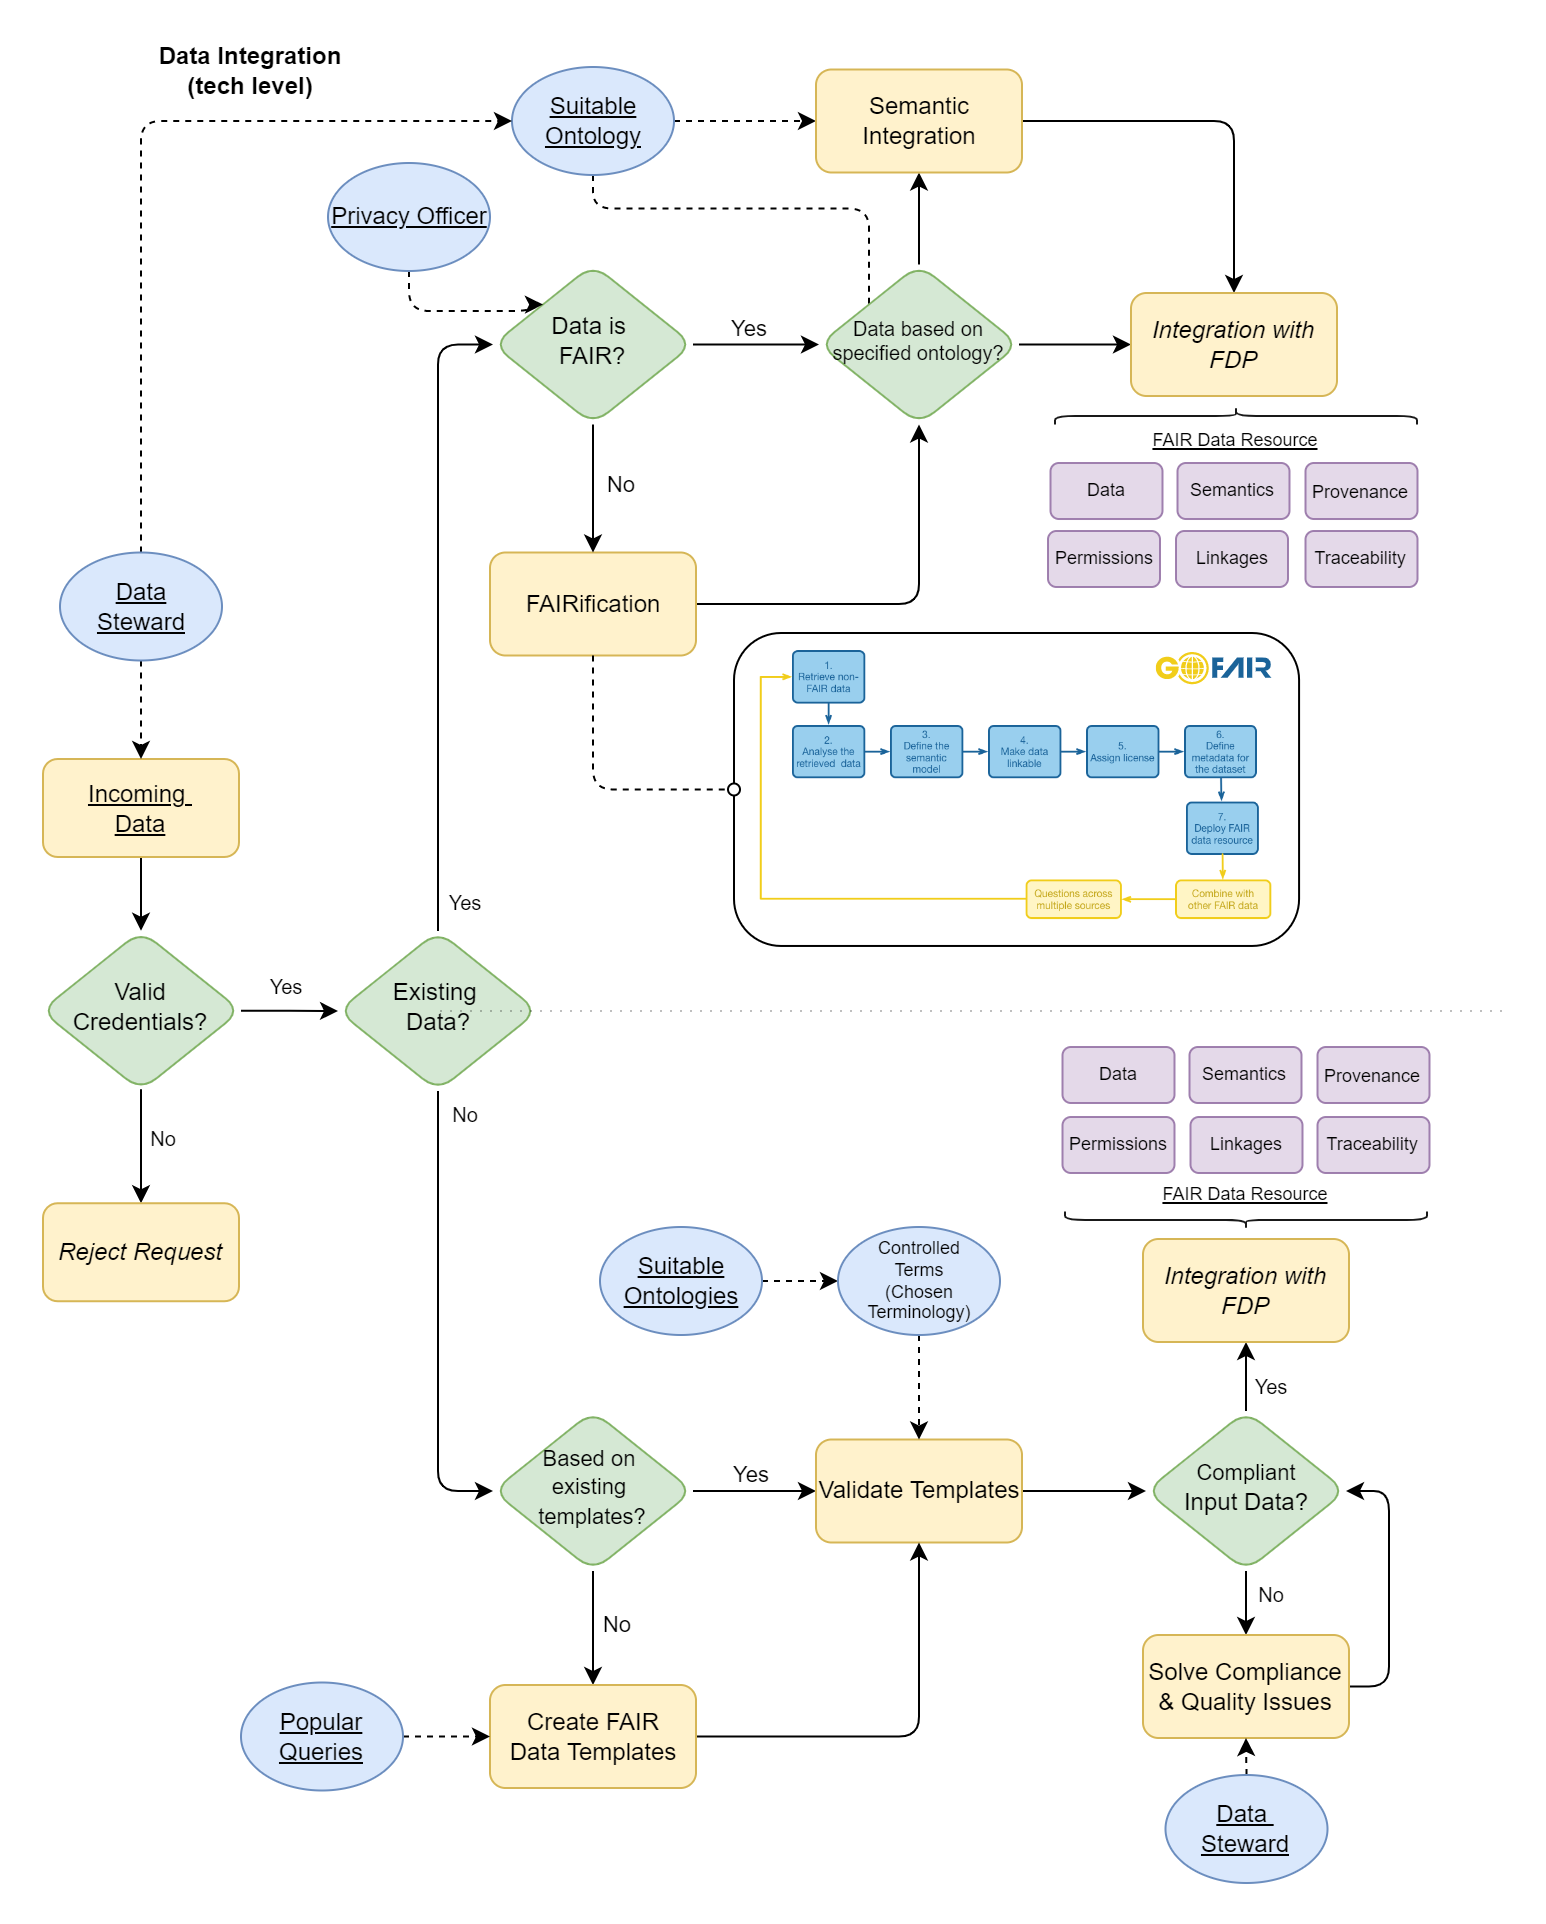 Data Integration
(tech level)
Suitable
Ontology
Semantic
Integration
Privacy Officer
Data is
FAIR?
Yes
Data based on
specified ontology?
Integration with
FDP
FAIR Data Resource
Data
Semantics
Provenance
Permissions
Linkages
Traceability
No
FAIRification
Data
Steward
Incoming
Data
GO FAIR
1.
Retrieve non-
FAIR data
2.
Analyse the
retrieved data
3.
Define the
semantic
model
4.
Make data
linkable
5.
Assign license
6.
Define
metadata for
the dataset
7.
Deploy FAIR
data resource
Combine with
other FAIR data
Questions across
multiple sources
Yes
Valid
Credentials?
Yes
Existing
Data?
No
No
Reject Request
Data
Semantics
Provenance
Permissions
Linkages
Traceability
FAIR Data Resource
Integration with
FDP
Suitable
Ontologies
Controlled
Terms
(Chosen
Terminology)
Yes
Based on
existing
templates?
Yes
Validate Templates
Compliant
Input Data?
No
No
Popular
Queries
Create FAIR
Data Templates
Solve Compliance
& Quality Issues
Data
Steward